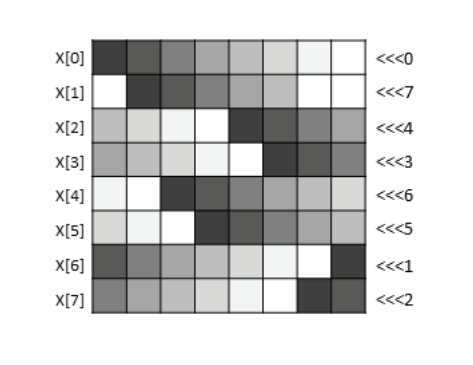 X[0] <<<0
X[1] <<<7
X[2] <<<4
X[3] <<<3
X[4] <<<6
X[5] <<<5
X[6] <<<1
X[7] <<<2